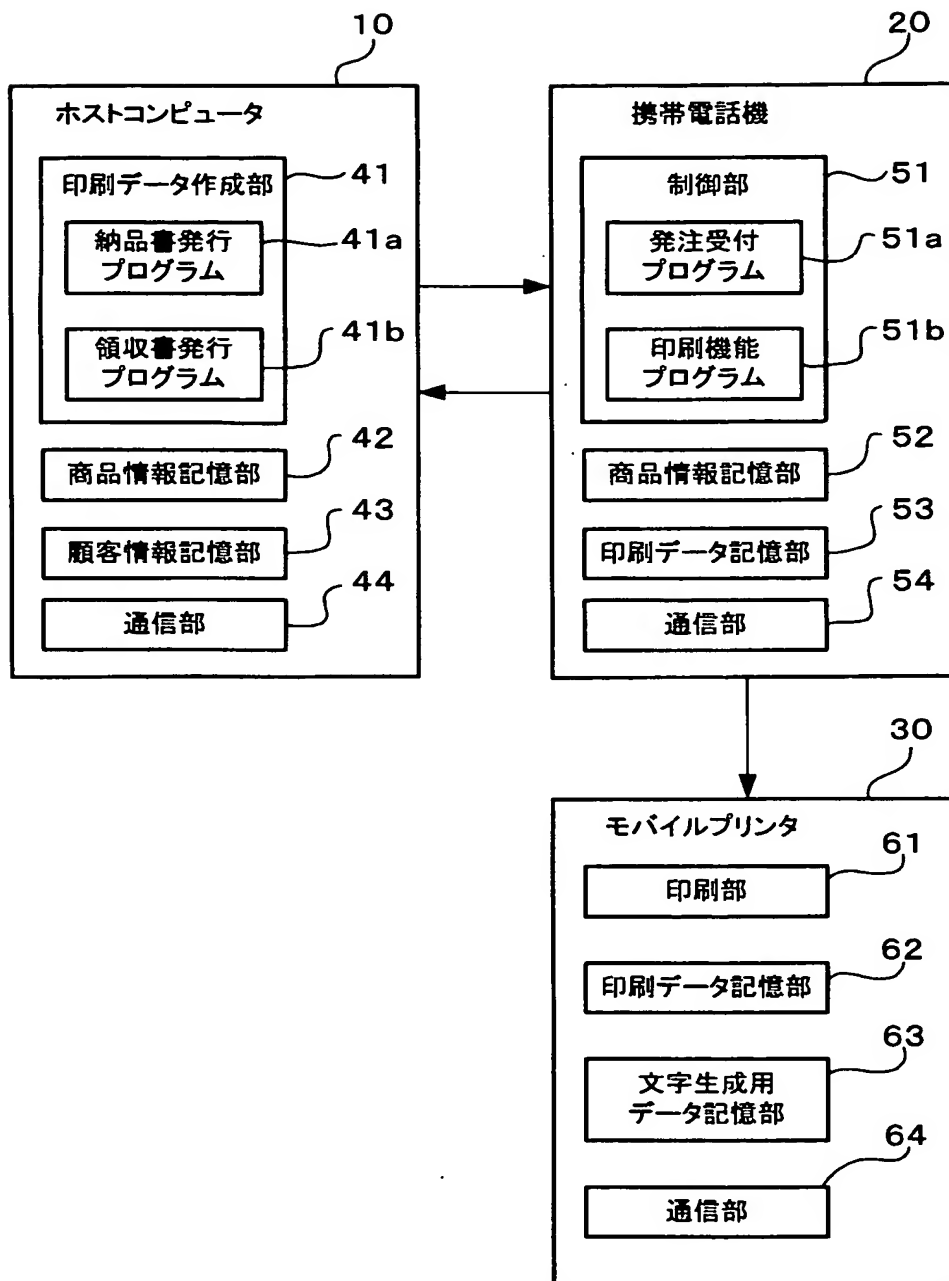 10
ホストコンピュータ
印刷データ作成部
41
納品書発行
プログラム
41a
領収書発行
プログラム
41b
商品情報記憶部
42
顧客情報記憶部
43
通信部
44
20
携帯電話機
制御部
51
発注受付
プログラム
51a
印刷機能
プログラム
51b
商品情報記憶部
52
印刷データ記憶部
53
通信部
54
30
モバイルプリンタ
印刷部
61
印刷データ記憶部
62
文字生成用
データ記憶部
63
通信部
64